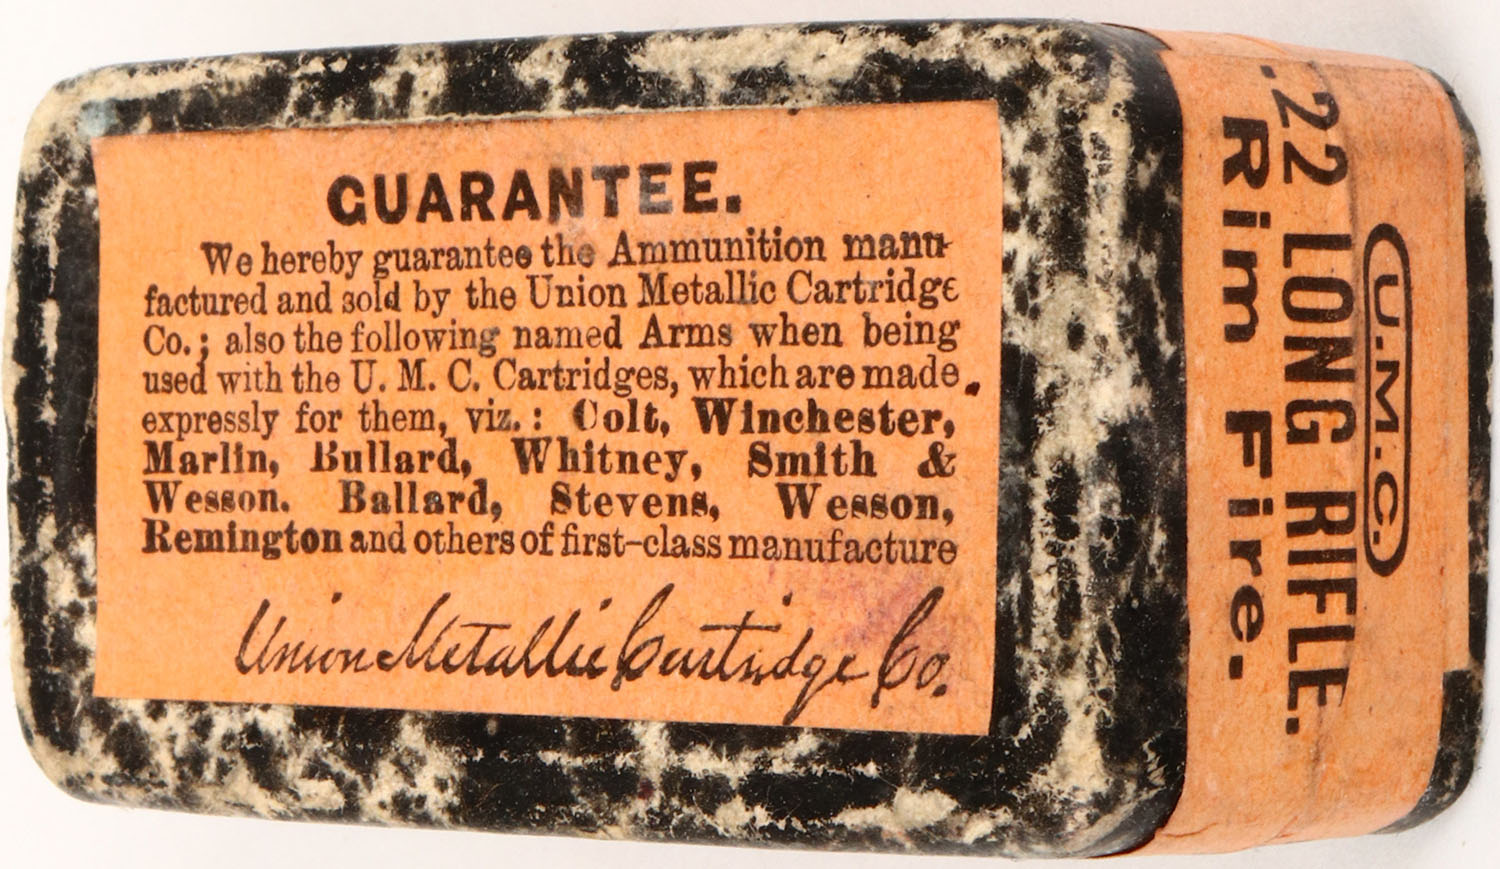 GUARANTEE.
We hereby guarantee the Ammunition manu-
factured and sold by the Union Metallic Cartridge
Co.; also the following named Arms when being
used with the U. M. C. Cartridges, which are made
expressly for them, viz.: Colt, Winchester,
Marlin, Bullard, Whitney, Smith &
Wesson. Ballard, Stevens, Wesson,
Remington and others of first-class manufacture
Union Metallic Cartridge Co.
U.M.C.
.22 LONG RIFLE.
Rim Fire.